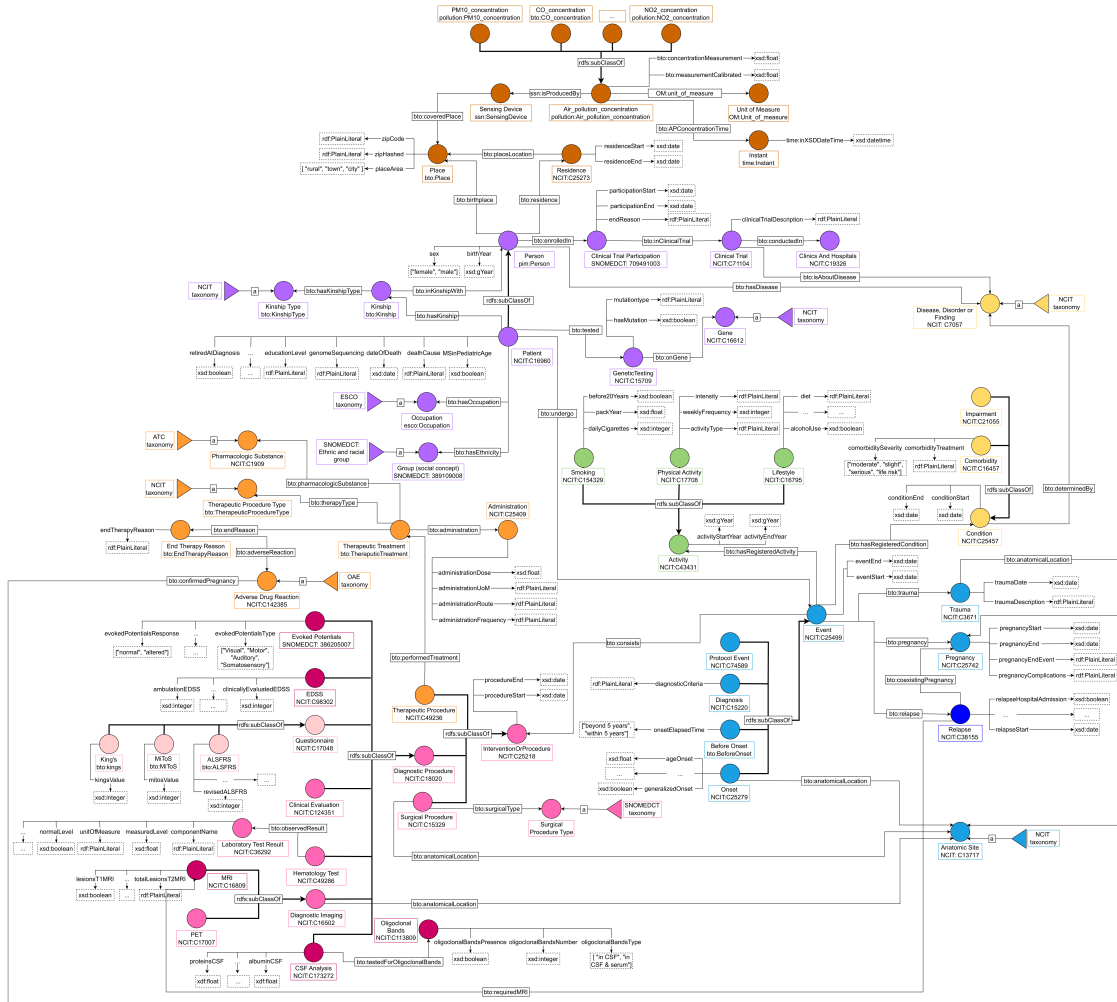 PM10_concentration
pollution:PM10_concentration
CO_concentration
bto:CO_concentration
...
NO2_concentration
pollution:NO2_concentration
rdfs:subClassOf
bto:concentrationMeasurement
xsd:float
bto:measurementCalibrated
xsd:float
ssn:isProducedBy
OM:unit_of_measure
Sensing Device
ssn:SensingDevice
Air_pollution_concentration
pollution:Air_pollution_concentration
Unit of Measure
OM:Unit_of_measure
bto:coveredPlace
bto:APConcentrationTime
rdf:PlainLiteral
zipCode
rdf:PlainLiteral
zipHashed
[ "rural", "town", "city" ]
placeArea
Place
bto:Place
bto:placeLocation
Residence
NCIT:C25273
residenceStart
xsd:date
residenceEnd
xsd:date
time:inXSDDateTime
xsd:datetime
Instant
time:Instant
bto:birthplace
bto:residence
participationStart
xsd:date
participationEnd
xsd:date
endReason
rdf:PlainLiteral
clinicalTrialDescription
rdf:PlainLiteral
bto:enrolledIn
bto:inClinicalTrial
bto:conductedIn
sex
birthYear
["female", "male"]
xsd:gYear
Person
pim:Person
Clinical Trial Participation
SNOMEDCT: 709491003
Clinical Trial
NCIT:C71104
Clinics And Hospitals
NCIT:C19326
bto:isAboutDisease
bto:hasDisease
NCIT
taxonomy
a
bto:hasKinshipType
bto:inKinshipWith
Kinship Type
bto:KinshipType
Kinship
bto:Kinship
bto:hasKinship
rdfs:subClassOf
mutationtype
rdf:PlainLiteral
hasMutation
xsd:boolean
bto:tested
Gene
NCIT:C16612
a
NCIT
taxonomy
Disease, Disorder or
Finding
NCIT: C7057
a
NCIT
taxonomy
Patient
NCIT:C16960
bto:onGene
GeneticTesting
NCIT:C15709
retiredAtDiagnosis
...
educationLevel
genomeSequencing
dateOfDeath
deathCause
MSinPediatricAge
xsd:boolean
...
rdf:PlainLiteral
rdf:PlainLiteral
xsd:date
rdf:PlainLiteral
xsd:boolean
ESCO
taxonomy
a
bto:hasOccupation
Occupation
esco:Occupation
bto:undergo
before20Years
xsd:boolean
packYear
xsd:float
dailyCigarettes
xsd:integer
intensity
rdf:PlainLiteral
weeklyFrequency
xsd:integer
activityType
rdf:PlainLiteral
diet
rdf:PlainLiteral
...
...
alcoholUse
xsd:boolean
Impairment
NCIT:C21055
comorbiditySeverity
comorbidityTreatment
["moderate", "slight",
"serious", "life risk"]
rdf:PlainLiteral
Comorbidity
NCIT:C16457
ATC
taxonomy
a
Pharmacologic Substance
NCIT:C1909
SNOMEDCT:
Ethnic and racial
group
a
bto:hasEthnicity
Group (social concept)
SNOMEDCT: 389109008
Smoking
NCIT:C154329
Physical Activity
NCIT:C17708
Lifestyle
NCIT:C16795
bto:pharmacologicSubstance
NCIT
taxonomy
a
bto:therapyType
Therapeutic Procedure Type
bto:TherapeuticProcedureType
rdfs:subClassOf
rdfs:subClassOf
bto:determinedBy
conditionEnd
conditionStart
xsd:date
xsd:date
Condition
NCIT:C25457
Administration
NCIT:C25409
endTherapyReason
rdf:PlainLiteral
bto:endReason
End Therapy Reason
bto:EndTherapyReason
bto:adverseReaction
Therapeutic Treatment
bto:TheraputicTreatment
bto:administration
xsd:gYear
xsd:gYear
activityStartYear
activityEndYear
bto:hasRegisteredActivity
Activity
NCIT:C43431
bto:hasRegisteredCondition
eventEnd
xsd:date
eventStart
xsd:date
bto:anatomicalLocation
bto:confirmedPregnancy
a
OAE
taxonomy
Adverse Drug Reaction
NCIT:C142385
administrationDose
xsd:float
administrationUoM
rdf:PlainLiteral
administrationRoute
rdf:PlainLiteral
administrationFrequency
rdf:PlainLiteral
bto:trauma
Trauma
NCIT:C3671
traumaDate
xsd:date
traumaDescription
rdf:PlainLiteral
Event
NCIT:C25499
evokedPotentialsResponse
...
evokedPotentialsType
["normal", "altered"]
...
["Visual", "Motor",
"Auditory",
"Somatosensory"]
Evoked Potentials
SNOMEDCT: 386205007
bto:consists
bto:performedTreatment
Protocol Event
NCIT:C74589
bto:pregnancy
Pregnancy
NCIT:C25742
pregnancyStart
xsd:date
pregnancyEnd
xsd:date
pregnancyEndEvent
rdf:PlainLiteral
pregnancyComplications
rdf:PlainLiteral
bto:coexistingPregnancy
ambulationEDSS
...
clinicallyEvaluatedEDSS
xsd:integer
...
xsd:integer
EDSS
NCIT:C98302
Therapeutic Procedure
NCIT:C49236
procedureEnd
xsd:date
procedureStart
xsd:date
rdf:PlainLiteral
diagnosticCriteria
Diagnosis
NCIT:C15220
rdfs:subClassOf
["beyond 5 years",
"within 5 years"]
onsetElapsedTime
Before Onset
bto:BeforeOnset
bto:relapse
Relapse
NCIT:C38155
relapseHospitalAdmission
xsd:boolean
...
...
relapseStart
xsd:date
rdfs:subClassOf
King's
bto:kings
MiToS
bto:MiToS
ALSFRS
bto:ALSFRS
Questionnaire
NCIT:C17048
rdfs:subClassOf
rdfs:subClassOf
InterventionOrProcedure
NCIT:C25218
Diagnostic Procedure
NCIT:C18020
kingsValue
xsd:integer
mitosValue
xsd:integer
...
...
revisedALSFRS
xsd:integer
Clinical Evaluation
NCIT:C124351
xsd:float
ageOnset
...
...
xsd:boolean
generalizedOnset
Onset
NCIT:C25279
bto:anatomicalLocation
Surgical Procedure
NCIT:C15329
bto:surgicalType
Surgical
Procedure Type
a
SNOMEDCT
taxonomy
...
normalLevel
unitOfMeasure
measuredLevel
componentName
...
xsd:boolean
rdf:PlainLiteral
xsd:float
rdf:PlainLiteral
bto:observedResult
Laboratory Test Result
NCIT:C36292
Hematology Test
NCIT:C49286
bto:anatomicalLocation
Anatomic Site
NCIT: C13717
a
NCIT
taxonomy
lesionsT1MRI
...
totalLesionsT2MRI
xsd:boolean
...
rdf:PlainLiteral
MRI
NCIT:C16809
rdfs:subClassOf
Diagnostic Imaging
NCIT:C16502
bto:anatomicalLocation
PET
NCIT:C17007
Oligoclonal
Bands
NCIT:C113809
oligoclonalBandsPresence
oligoclonalBandsNumber
oligoclonalBandsType
xsd:boolean
xsd:integer
[ "in CSF", "in
CSF & serum"]
proteinsCSF
...
albuminCSF
xdf:float
...
xsd:float
CSF Analysis
NCIT:C173272
bto:testedForOligoclonalBands
bto:requiredMRI